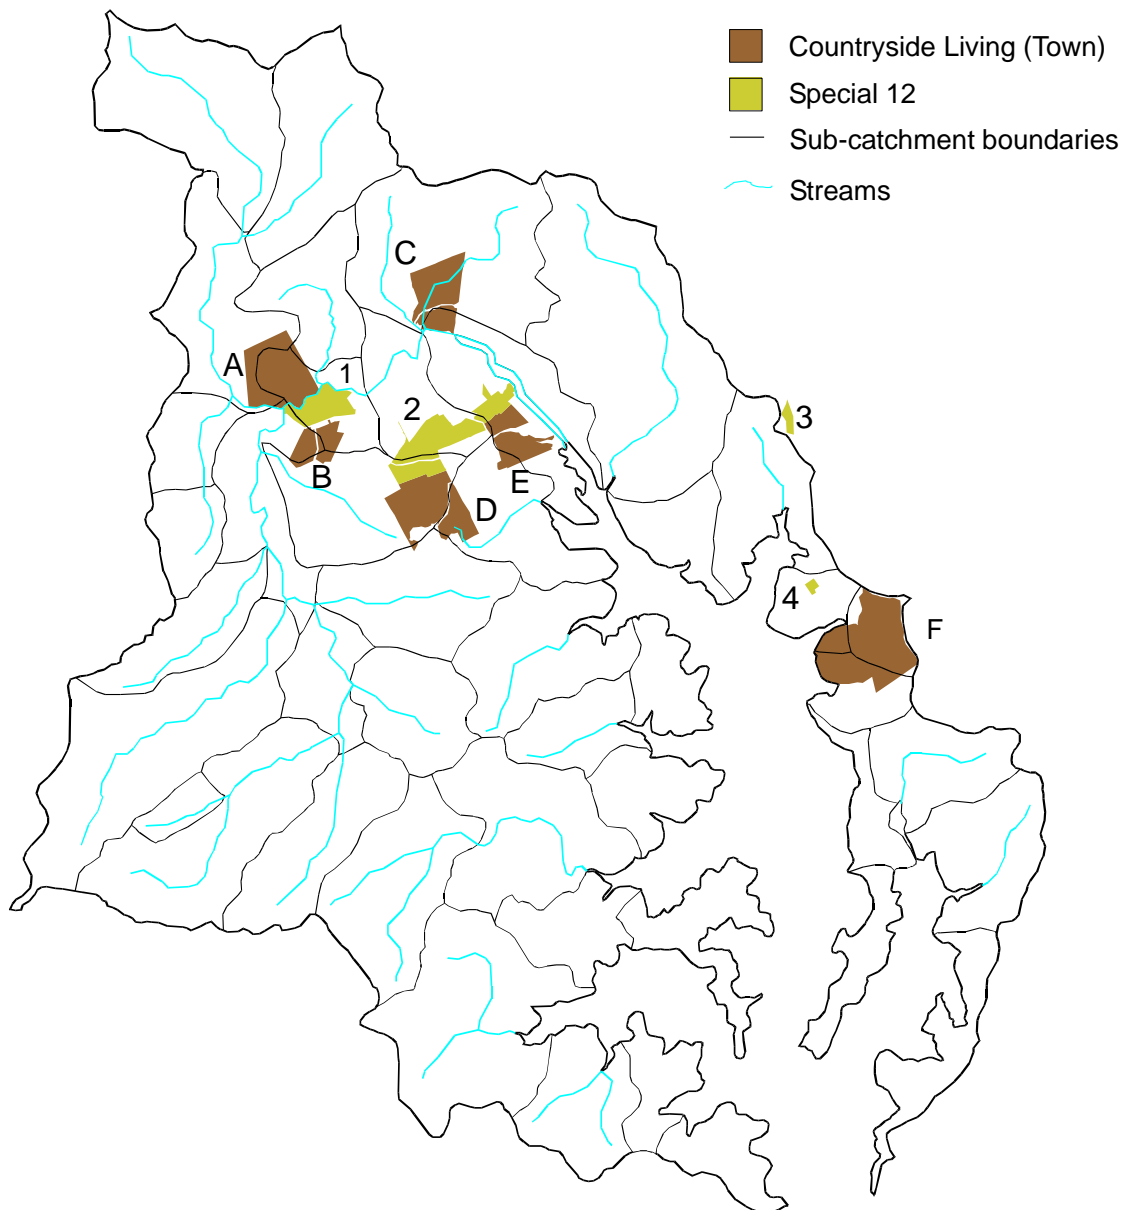 Countryside Living (Town)
Special 12
Sub-catchment boundaries
Streams
C
A
1
2
3
B
E
D
4
F